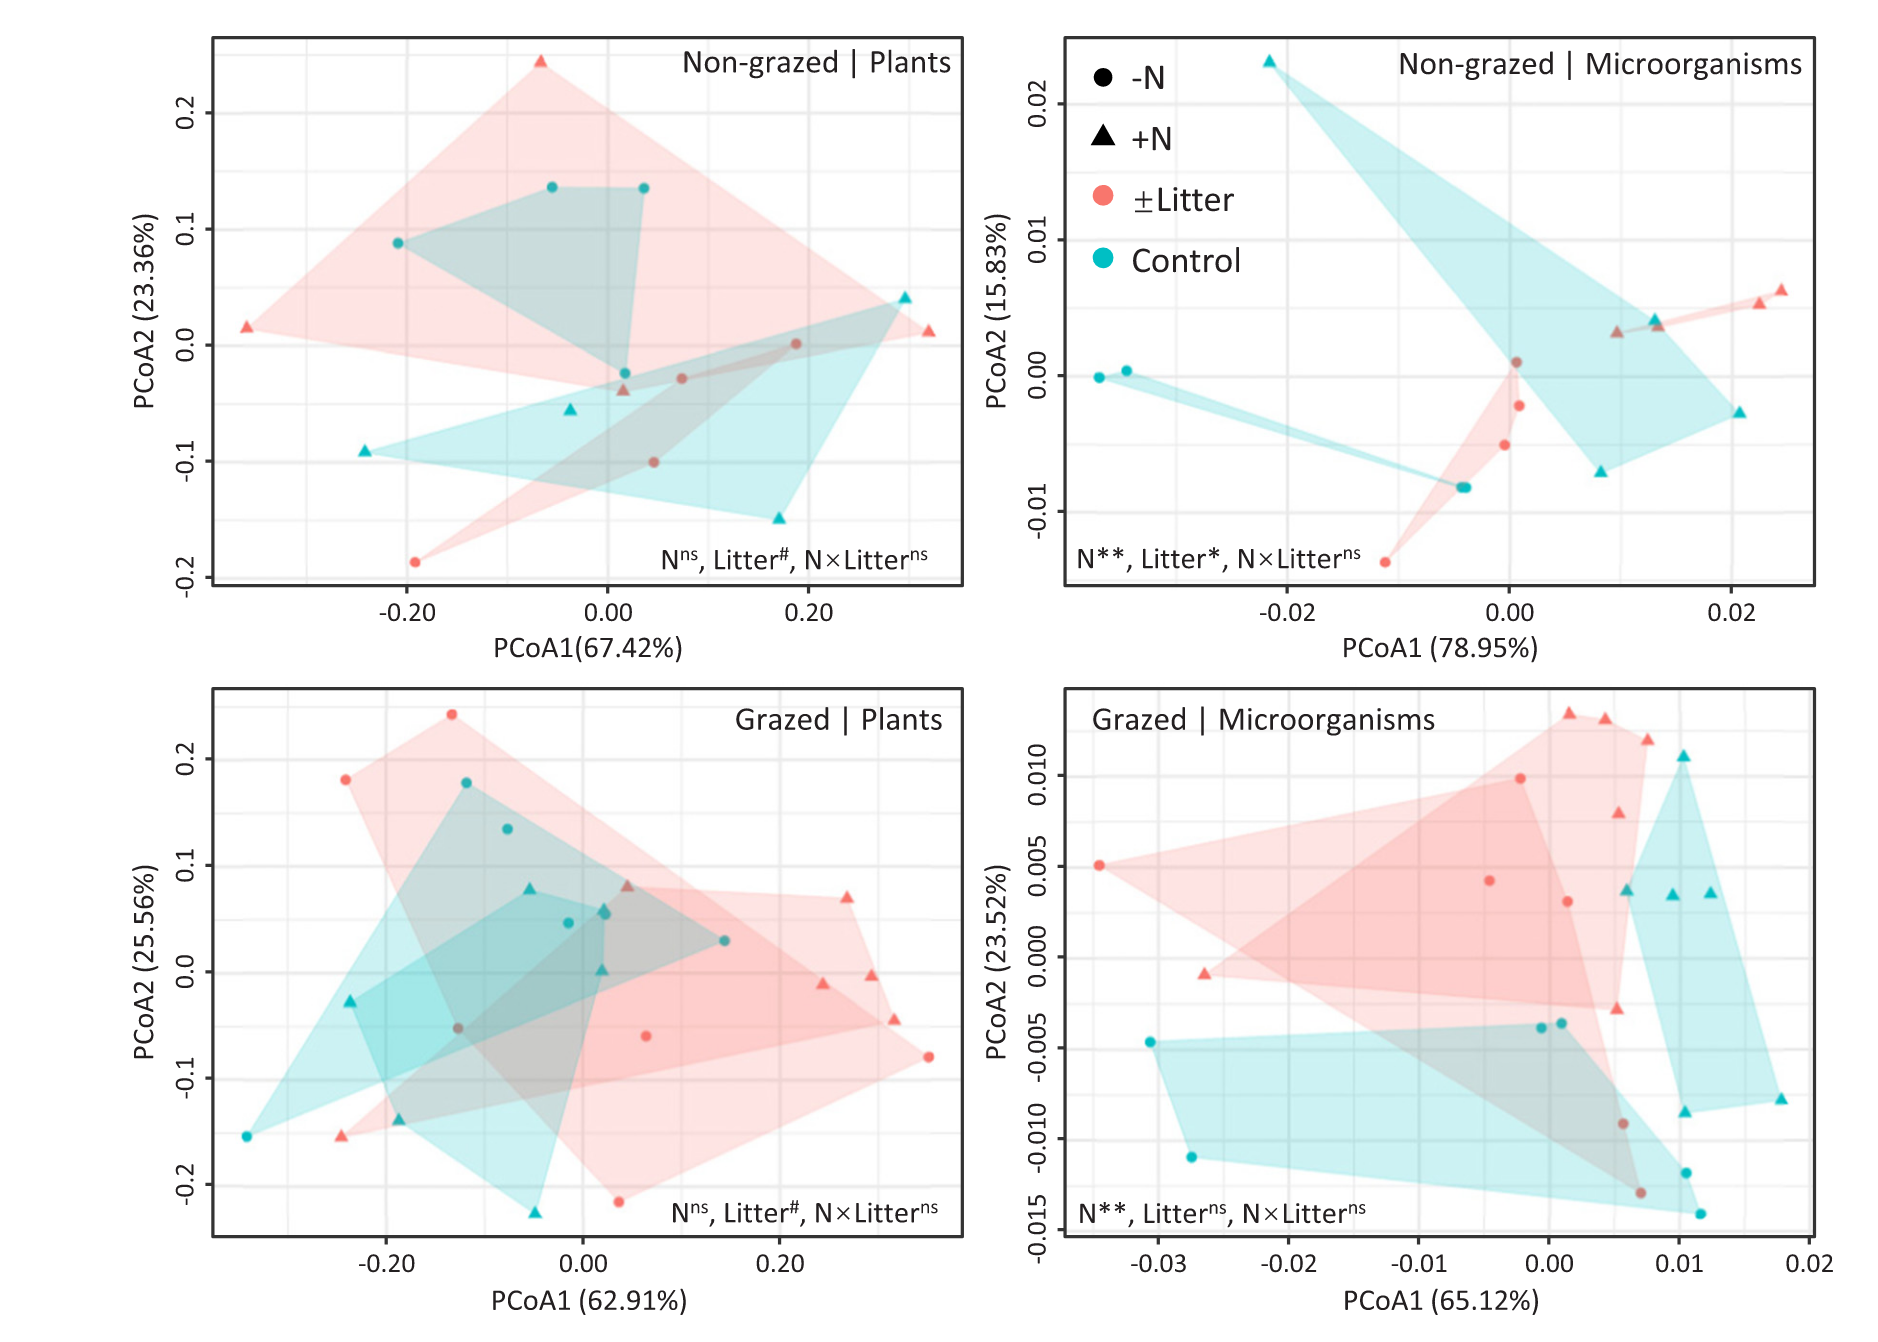 Non-grazed | Plants
0.2
0.1
0.0
-0.1
-0.2
PCoA2 (23.36%)
Nⁿˢ, Litter#, N×Litterⁿˢ
-0.20 0.00 0.20
PCoA1(67.42%)
Non-grazed | Microorganisms
-N
+N
±Litter
Control
0.02
0.01
0.00
-0.01
PCoA2 (15.83%)
N**, Litter*, N×Litterⁿˢ
-0.02 0.00 0.02
PCoA1 (78.95%)
Grazed | Plants
0.2
0.1
0.0
-0.1
-0.2
PCoA2 (25.56%)
Nⁿˢ, Litter#, N×Litterⁿˢ
-0.20 0.00 0.20
PCoA1 (62.91%)
Grazed | Microorganisms
0.010
0.005
0.000
-0.005
-0.010
-0.015
PCoA2 (23.52%)
N**, Litterⁿˢ, N×Litterⁿˢ
-0.03 -0.02 -0.01 0.00 0.01 0.02
PCoA1 (65.12%)